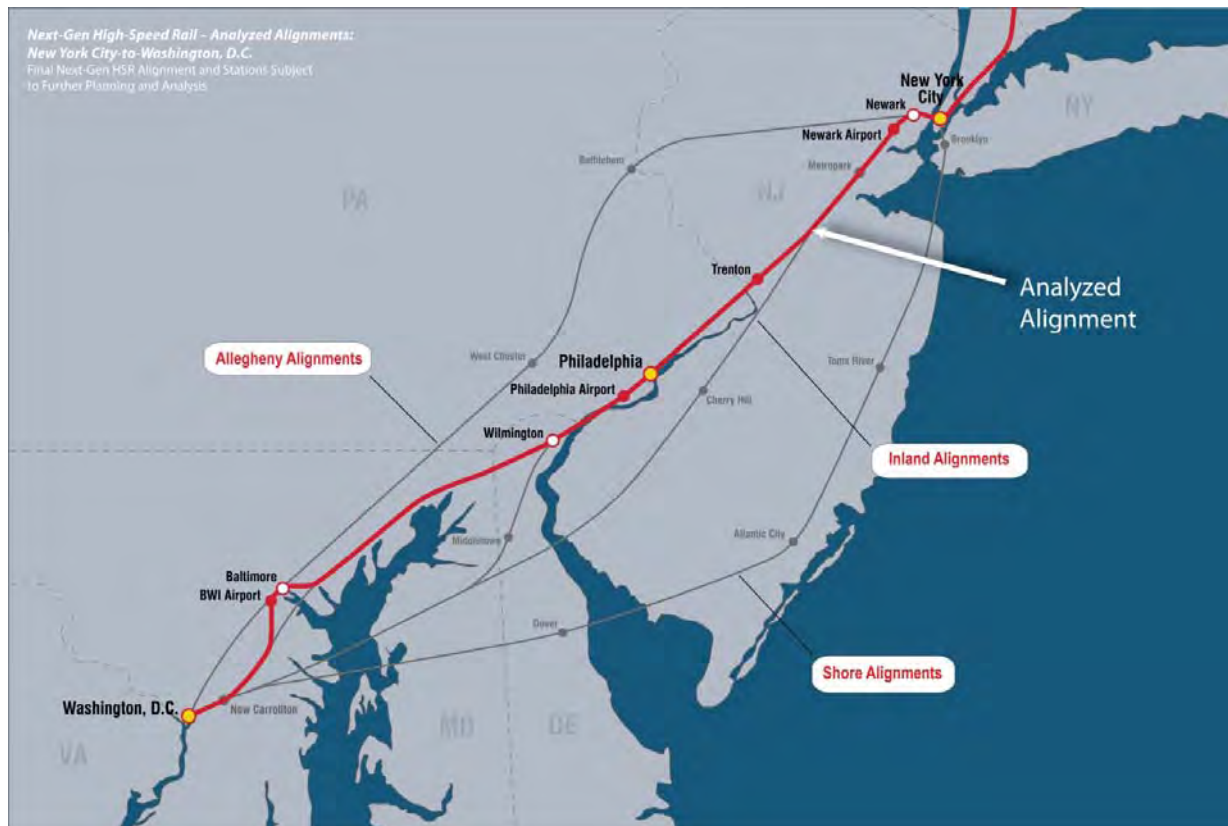 Next-Gen High-Speed Rail – Analyzed Alignments:
New York City-to-Washington, D.C.
Final Next-Gen HSR Alignment and Stations Subject
to Further Planning and Analysis
New York
City
Newark
NY
Newark Airport
Brooklyn
Metropark
Bethlehem
PA
NJ
Trenton
Analyzed
Alignment
Allegheny Alignments
West Chester
Philadelphia
Toms River
Philadelphia Airport
Cherry Hill
Wilmington
Inland Alignments
Middletown
Atlantic City
Baltimore
BWI Airport
Dover
Shore Alignments
New Carrollton
Washington, D.C.
MD
DE
VA